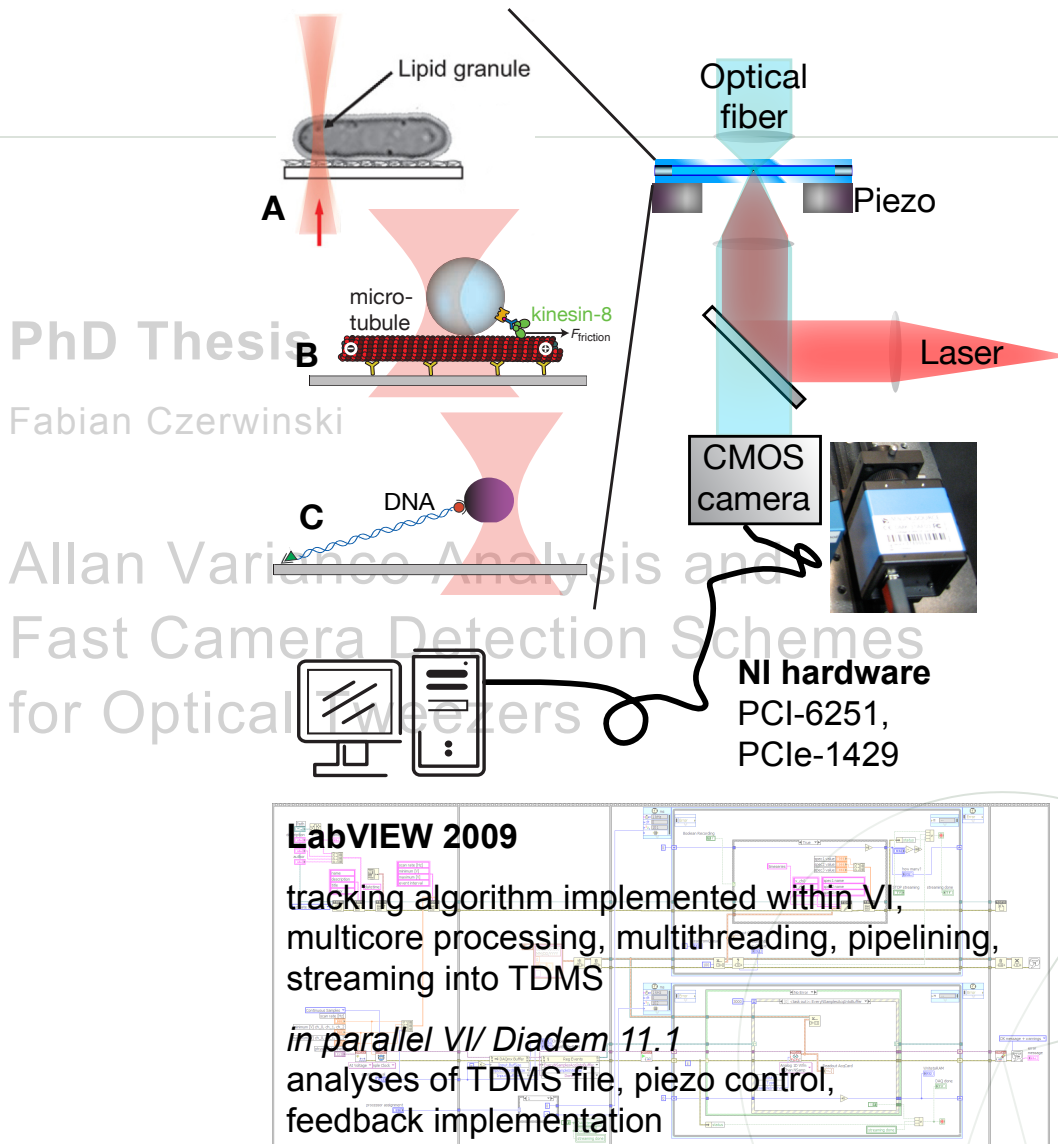 Lipid granule
A
Optical
fiber
Piezo
micro-
tubule
kinesin-8
Ffriction
B
Laser
PhD Thesis
Fabian Czerwinski
CMOS
camera
DNA
C
Allan Variance Analysis and
Fast Camera Detection Schemes
for Optical Tweezers
NI hardware
PCI-6251,
PCIe-1429
LabVIEW 2009
tracking algorithm implemented within VI,
multicore processing, multithreading, pipelining,
streaming into TDMS
in parallel VI/ Diadem 11.1
analyses of TDMS file, piezo control,
feedback implementation